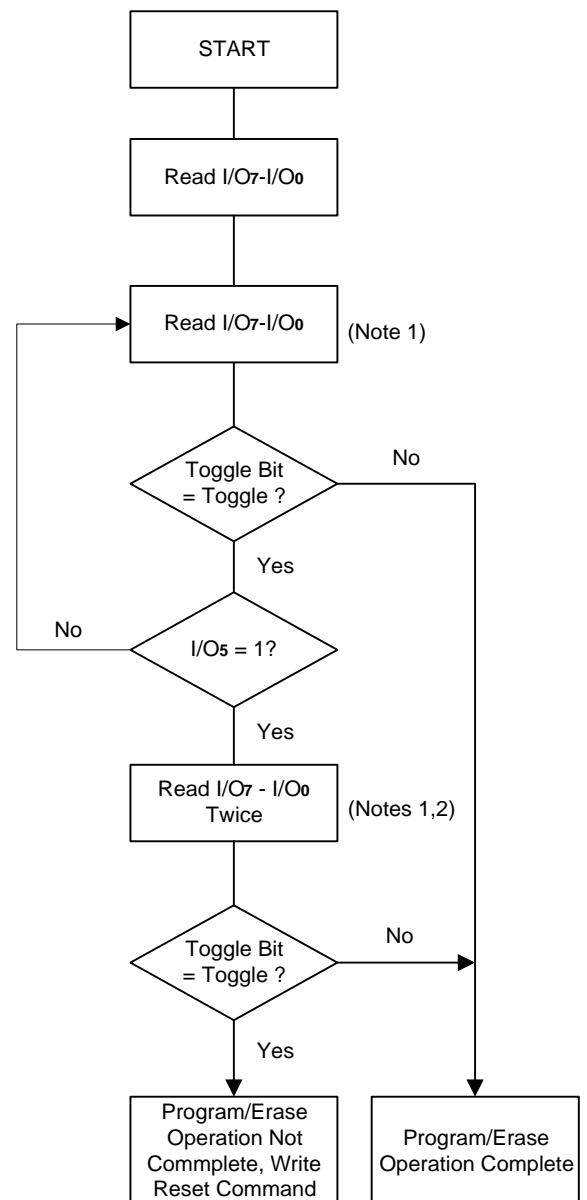 START
Read I/O7-I/O0
Read I/O7-I/O0
(Note 1)
Toggle Bit
= Toggle ?
No
Yes
I/O5 = 1?
No
Yes
Read I/O7 - I/O0
Twice
(Notes 1,2)
Toggle Bit
= Toggle ?
No
Yes
Program/Erase
Operation Not
Commplete, Write
Reset Command
Program/Erase
Operation Complete